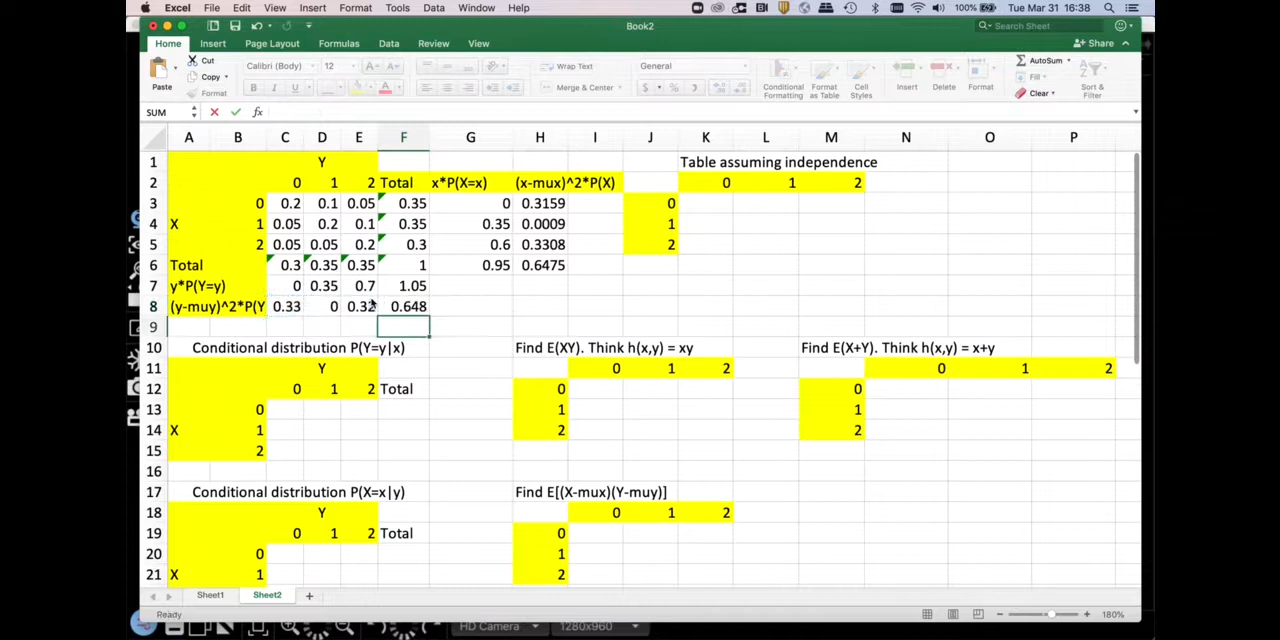 Excel File Edit View Insert Format Tools Data Window Help 100% Tue Mar 31 16:38
Book2 Search Sheet
Home Insert Page Layout Formulas Data Review View Share
Cut Calibri (Body) 12 Wrap Text General AutoSum
Copy Fill
Paste Format B I U A Merge & Center $ % Conditional Formatting Format as Table Cell Styles Insert Delete Format Clear Sort & Filter
SUM fx
A B C D E F G H I J K L M N O P
1 Y Table assuming independence
2 0 1 2 Total x*P(X=x) (x-mux)^2*P(X) 0 1 2
3 0 0.2 0.1 0.05 0.35 0 0.3159 0
4 X 1 0.05 0.2 0.1 0.35 0.35 0.0009 1
5 2 0.05 0.05 0.2 0.3 0.6 0.3308 2
6 Total 0.3 0.35 0.35 1 0.95 0.6475
7 y*P(Y=y) 0 0.35 0.7 1.05
8 (y-muy)^2*P(Y 0.33 0 0.32 0.648
9
10 Conditional distribution P(Y=y|x) Find E(XY). Think h(x,y) = xy Find E(X+Y). Think h(x,y) = x+y
11 Y 0 1 2 0 1 2
12 0 1 2 Total 0 0
13 0 1 1
14 X 1 2 2
15 2
16
17 Conditional distribution P(X=x|y) Find E[(X-mux)(Y-muy)]
18 Y 0 1 2
19 0 1 2 Total 0
20 0 1
21 X 1 2
Sheet1 Sheet2 +
Ready 180%
HD Camera 1280x960